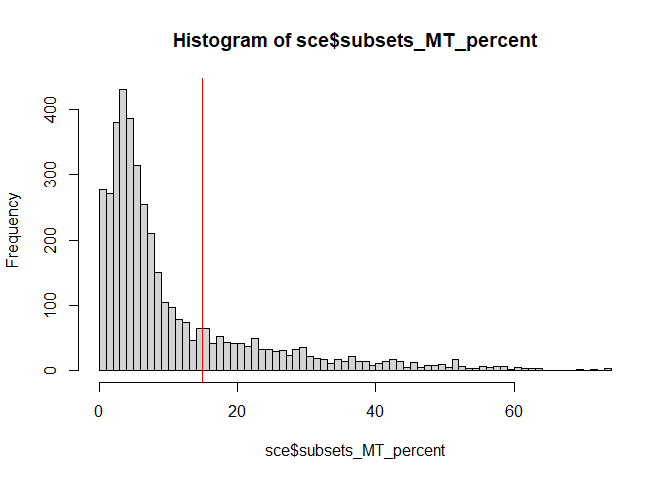 Histogram of sce$subsets_MT_percent
Frequency
0 100 200 300 400
0 20 40 60
sce$subsets_MT_percent